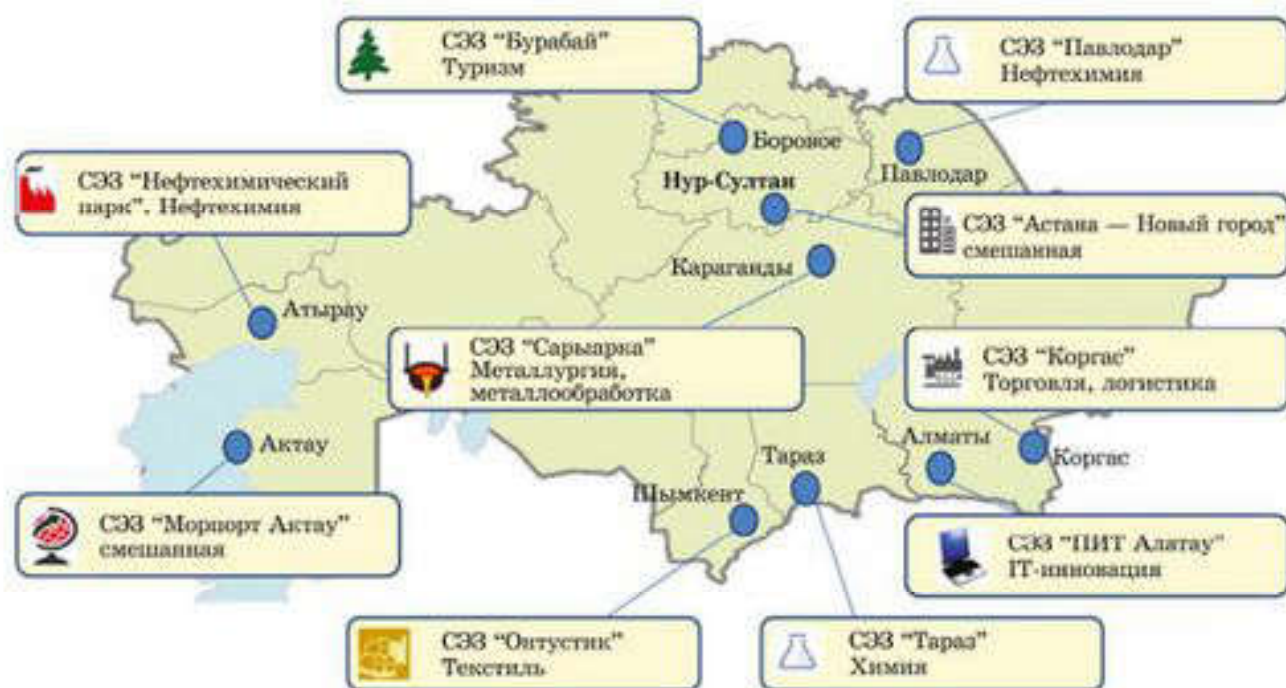 СЭЗ “Бурабай”
Туризм
СЭЗ “Павлодар”
Нефтехимия
Боровое
Павлодар
СЭЗ “Нефтехимический
парк”. Нефтехимия
Нур-Султан
СЭЗ “Астана — Новый город”
смешанная
Караганды
Атырау
СЭЗ “Сарыарка”
Металлургия,
металлообработка
СЭЗ “Коргас”
Торговля, логистика
Актау
Алматы
Тараз
Коргас
Шымкент
СЭЗ “Морпорт Актау”
смешанная
СЭЗ “ПИТ Алатау”
IT-инновация
СЭЗ “Онтустик”
Текстиль
СЭЗ “Тараз”
Химия